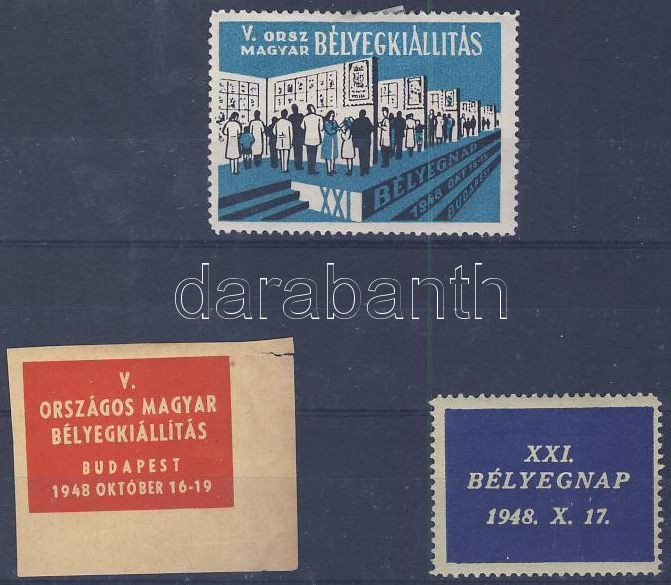 V. ORSZ
MAGYAR BÉLYEGKIÁLLITÁS
XXI
BÉLYEGNAP
1948 OKT 16-19
BUDAPEST
darabanth
V.
ORSZÁGOS MAGYAR
BÉLYEGKIÁLLÍTÁS
BUDAPEST
1948 OKTÓBER 16-19
XXI.
BÉLYEGNAP
1948. X. 17.